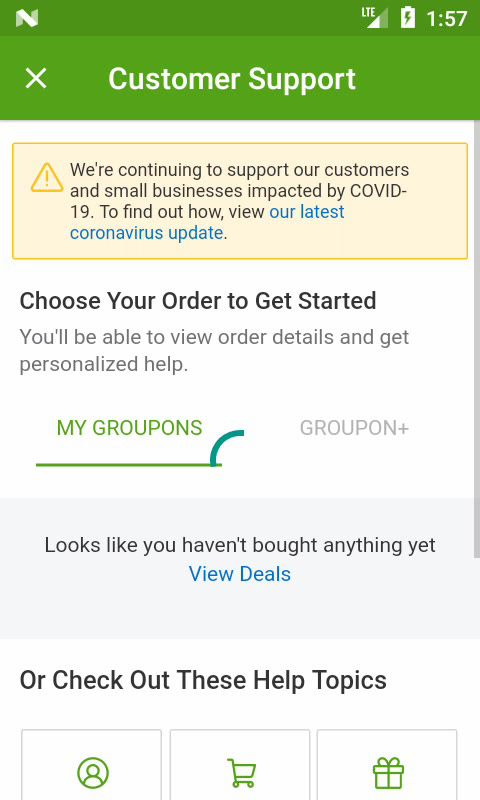 LTE 1:57
Customer Support
We're continuing to support our customers
and small businesses impacted by COVID-
19. To find out how, view our latest
coronavirus update.
Choose Your Order to Get Started
You'll be able to view order details and get
personalized help.
MY GROUPONS GROUPON+
Looks like you haven't bought anything yet
View Deals
Or Check Out These Help Topics